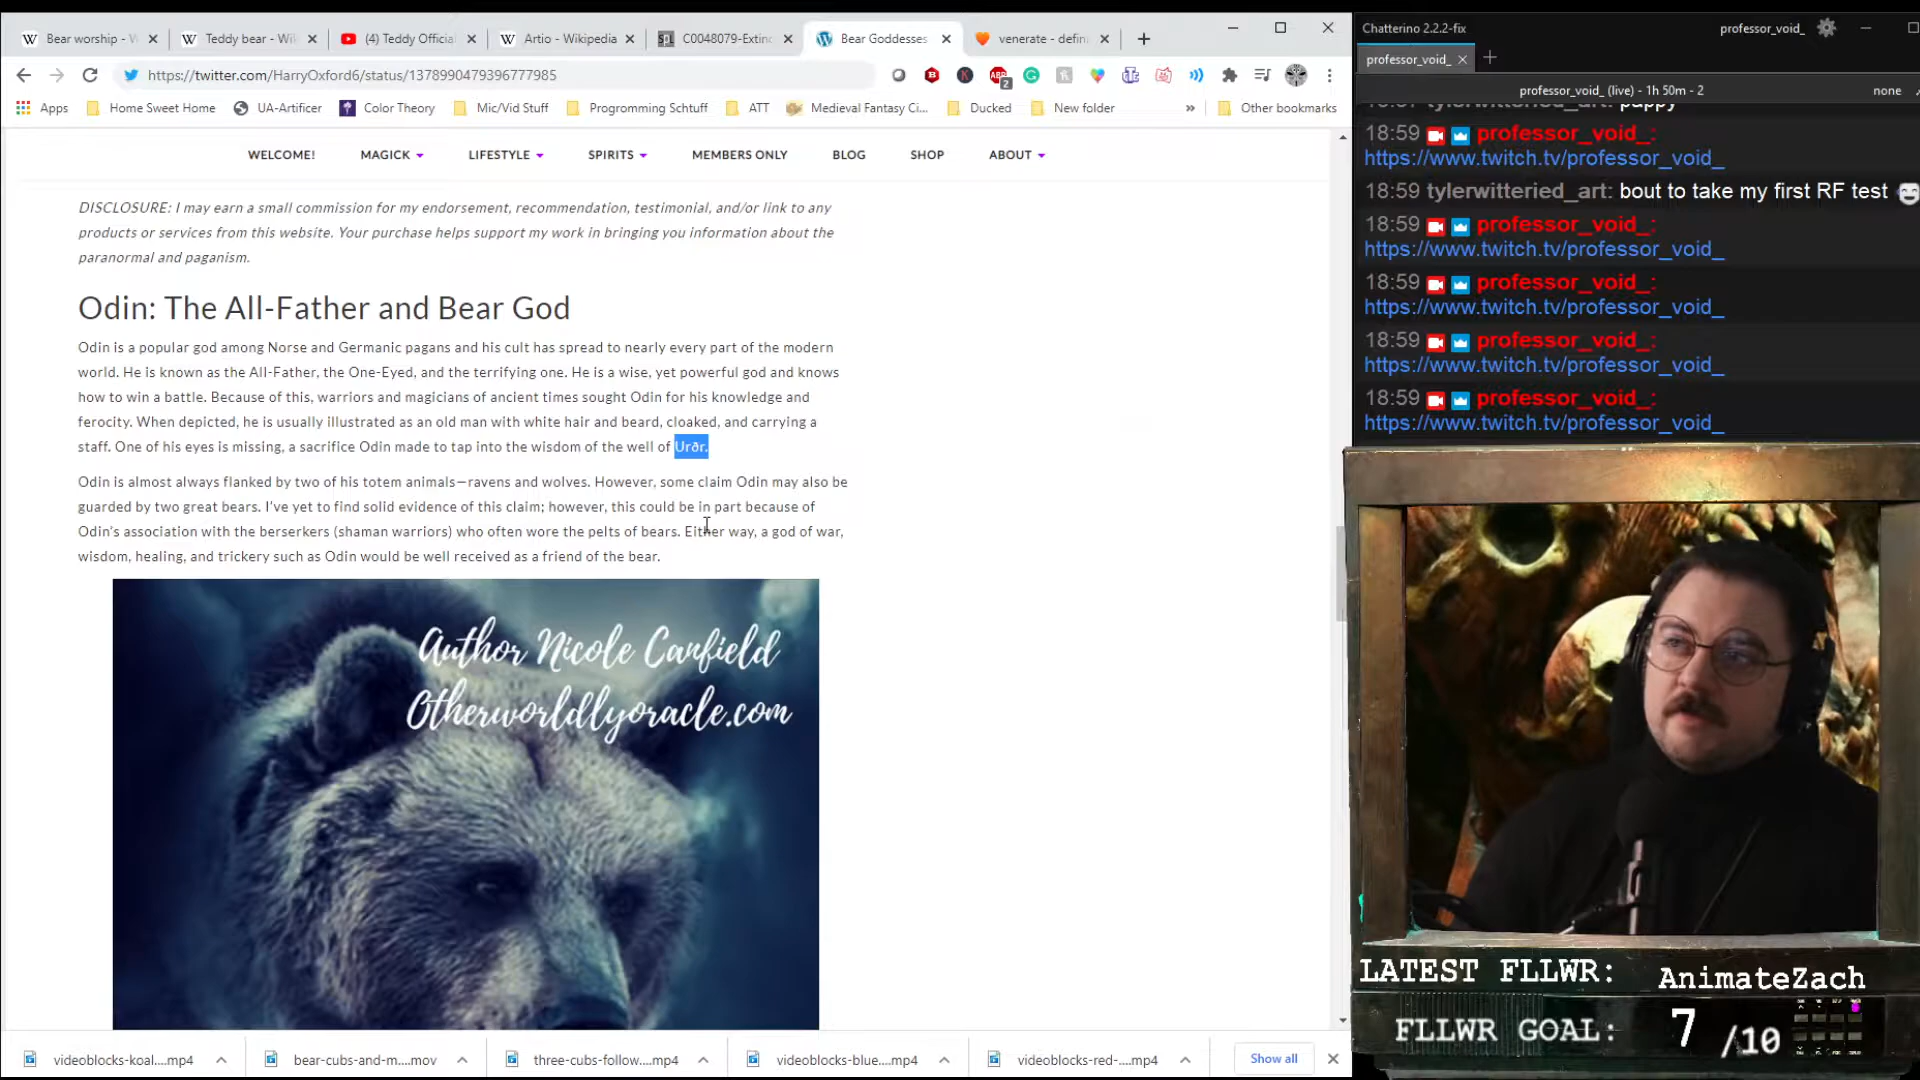 Bear worship - W
Teddy bear - Wi
(4) Teddy Official
Artio - Wikipedia
C0048079-Extinc
Bear Goddesses
venerate - defin
https://twitter.com/HarryOxford6/status/1378990479396777985
Apps
Home Sweet Home
UA-Artificer
Color Theory
Mic/Vid Stuff
Programming Schtuff
ATT
Medieval Fantasy Ci...
Ducked
New folder
»
Other bookmarks
WELCOME!
MAGICK
LIFESTYLE
SPIRITS
MEMBERS ONLY
BLOG
SHOP
ABOUT
DISCLOSURE: I may earn a small commission for my endorsement, recommendation, testimonial, and/or link to any
products or services from this website. Your purchase helps support my work in bringing you information about the
paranormal and paganism.
Odin: The All-Father and Bear God
Odin is a popular god among Norse and Germanic pagans and his cult has spread to nearly every part of the modern
world. He is known as the All-Father, the One-Eyed, and the terrifying one. He is a wise, yet powerful god and knows
how to win a battle. Because of this, warriors and magicians of ancient times sought Odin for his knowledge and
ferocity. When depicted, he is usually illustrated as an old man with white hair and beard, cloaked, and carrying a
staff. One of his eyes is missing, a sacrifice Odin made to tap into the wisdom of the well of Urðr.
Odin is almost always flanked by two of his totem animals—ravens and wolves. However, some claim Odin may also be
guarded by two great bears. I've yet to find solid evidence of this claim; however, this could be in part because of
Odin's association with the berserkers (shaman warriors) who often wore the pelts of bears. Either way, a god of war,
wisdom, healing, and trickery such as Odin would be well received as a friend of the bear.
Author Nicole Canfield
Otherworldlyoracle.com
videoblocks-koal....mp4
bear-cubs-and-m....mov
three-cubs-follow....mp4
videoblocks-blue....mp4
videoblocks-red-....mp4
Show all
Chatterino 2.2.2-fix
professor_void_
professor_void_
professor_void_ (live) - 1h 50m - 2
none
tylerwitteried_art: puppy
18:59 professor_void_:
https://www.twitch.tv/professor_void_
18:59 tylerwitteried_art: bout to take my first RF test
18:59 professor_void_:
https://www.twitch.tv/professor_void_
18:59 professor_void_:
https://www.twitch.tv/professor_void_
18:59 professor_void_:
https://www.twitch.tv/professor_void_
18:59 professor_void_:
https://www.twitch.tv/professor_void_
LATEST FLLWR: AnimateZach
FLLWR GOAL: 7 /10